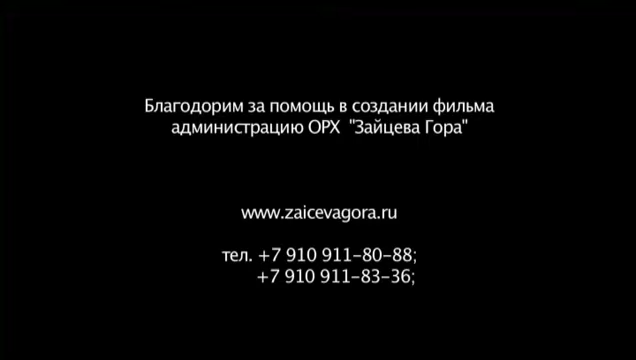 Благодорим за помощь в создании фильма
администрацию ОРХ "Зайцева Гора"
www.zaicevagora.ru
тел. +7 910 911-80-88;
+7 910 911-83-36;